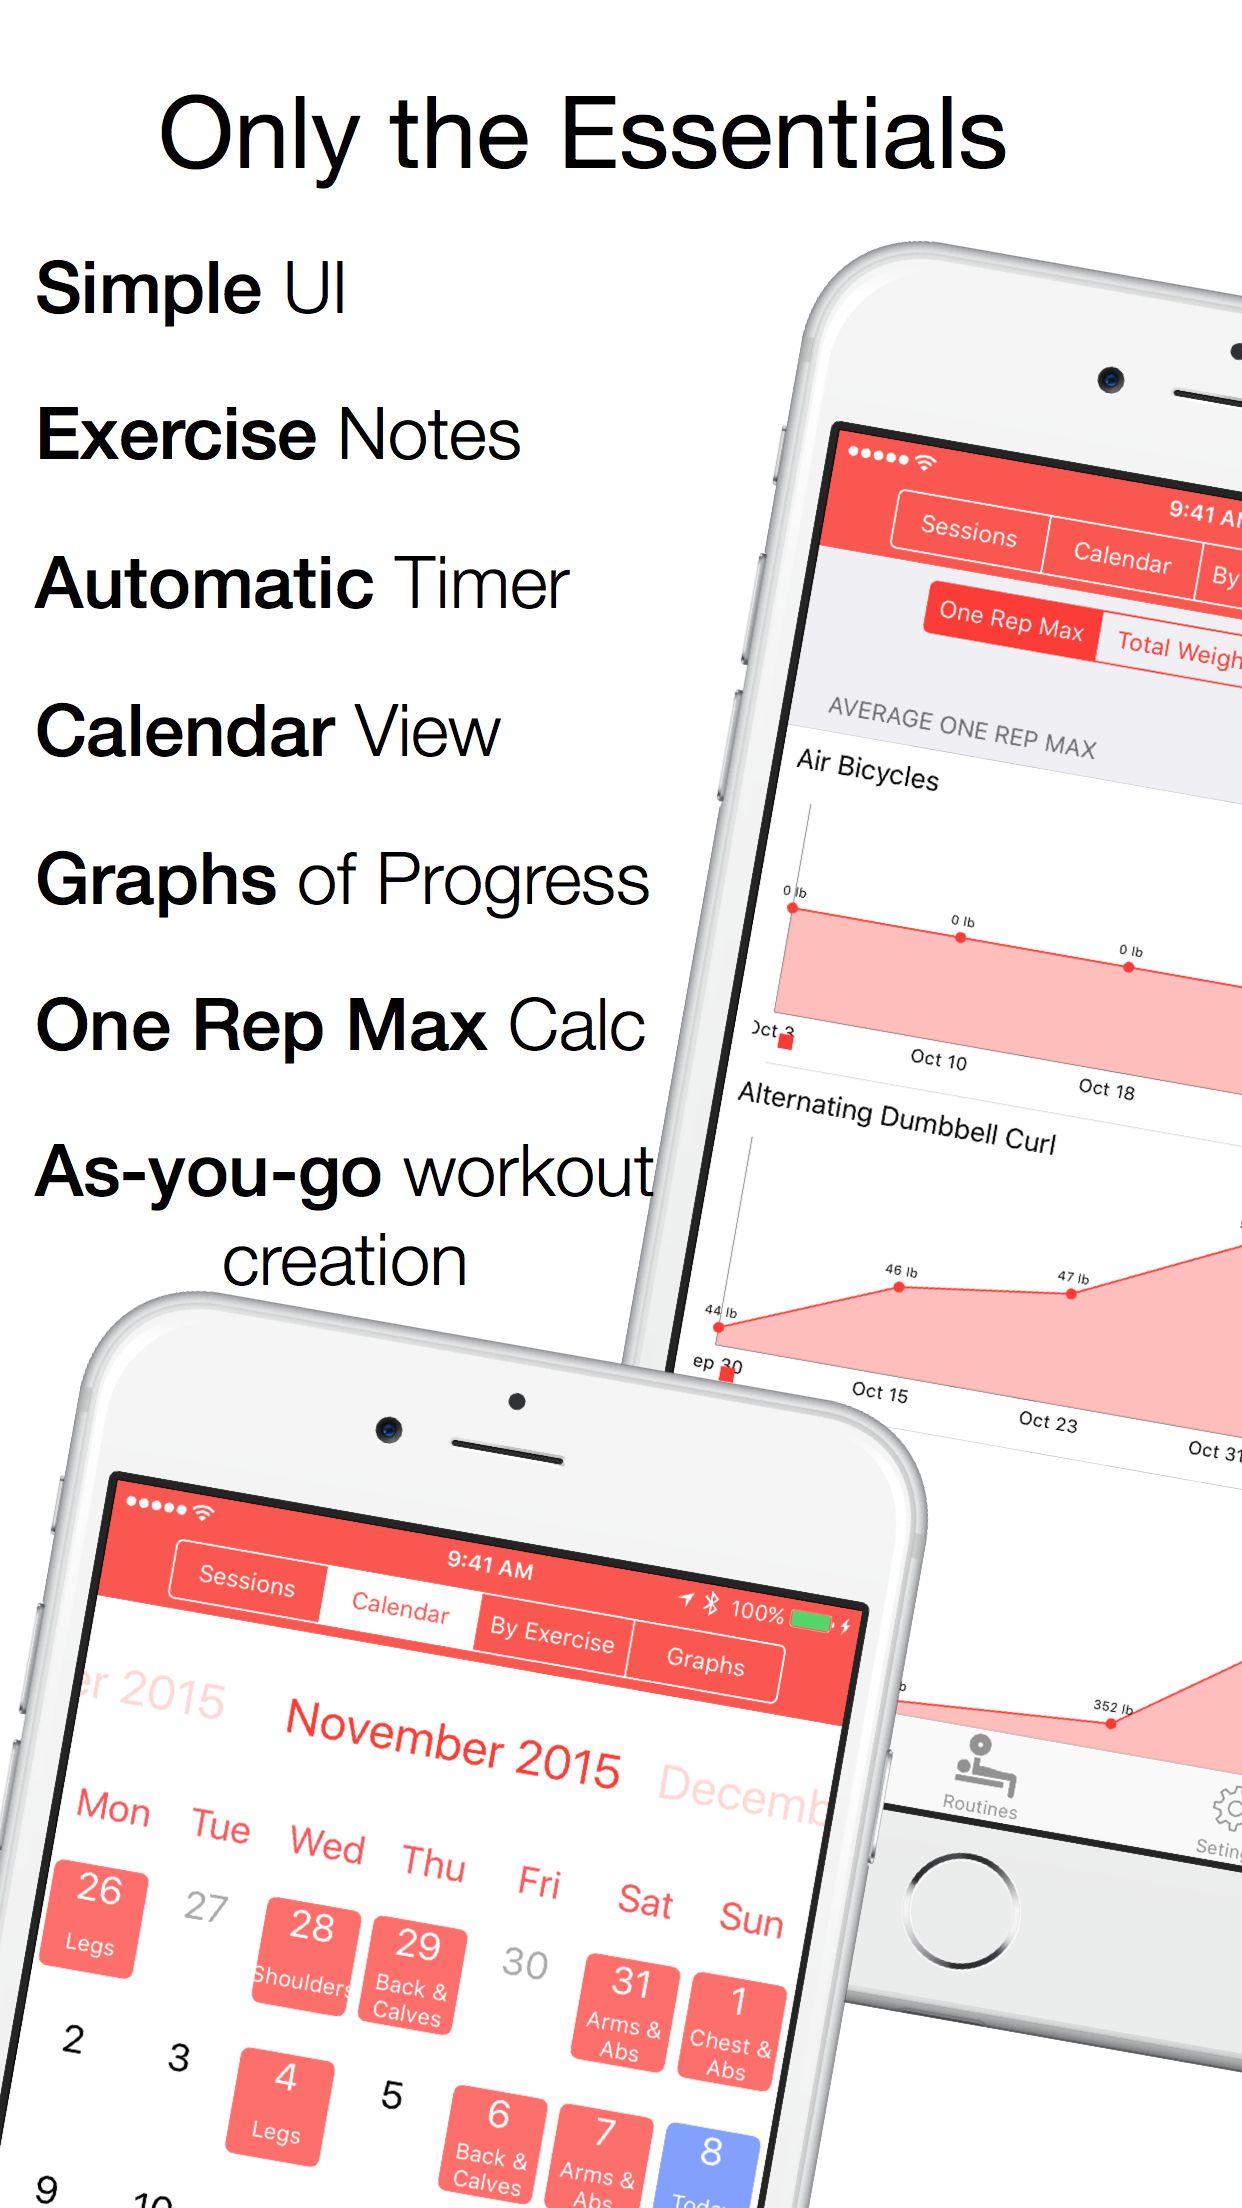 Only the Essentials
Simple UI
Exercise Notes
Automatic Timer
Calendar View
Graphs of Progress
One Rep Max Calc
As-you-go workout
creation
9:41 AM
Sessions
Calendar
By
One Rep Max
Total Weigh
AVERAGE ONE REP MAX
Air Bicycles
0 lb
0 lb
0 lb
Oct 3
Oct 10
Oct 18
Alternating Dumbbell Curl
44 lb
46 lb
47 lb
ep 30
Oct 15
Oct 23
Oct 31
352 lb
Routines
Seting
9:41 AM
100%
Sessions
Calendar
By Exercise
Graphs
er 2015
November 2015
Decemb
Mon Tue Wed Thu Fri Sat Sun
26
Legs
27
28
Shoulders
29
Back &
Calves
30
31
Arms &
Abs
1
Chest &
Abs
2
3
4
Legs
5
6
Back &
Calves
7
Arms &
Abs
8
Today
9
10